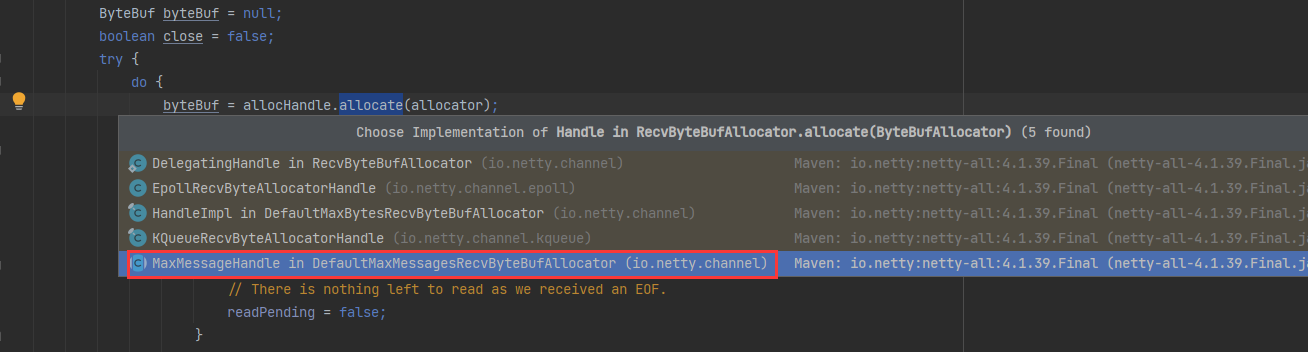 ByteBuf byteBuf = null;
boolean close = false;
try {
do {
byteBuf = allocHandle.allocate(allocator);
Choose Implementation of Handle in RecvByteBufAllocator.allocate(ByteBufAllocator) (5 found)
DelegatingHandle in RecvByteBufAllocator (io.netty.channel) Maven: io.netty:netty-all:4.1.39.Final (netty-all-4.1.39.Final.j
EpollRecvByteAllocatorHandle (io.netty.channel.epoll) Maven: io.netty:netty-all:4.1.39.Final (netty-all-4.1.39.Final.j
HandleImpl in DefaultMaxBytesRecvByteBufAllocator (io.netty.channel) Maven: io.netty:netty-all:4.1.39.Final (netty-all-4.1.39.Final.j
KQueueRecvByteAllocatorHandle (io.netty.channel.kqueue) Maven: io.netty:netty-all:4.1.39.Final (netty-all-4.1.39.Final.j
MaxMessageHandle in DefaultMaxMessagesRecvByteBufAllocator (io.netty.channel) Maven: io.netty:netty-all:4.1.39.Final (netty-all-4.1.39.Final.j
// There is nothing left to read as we received an EOF.
readPending = false;
}